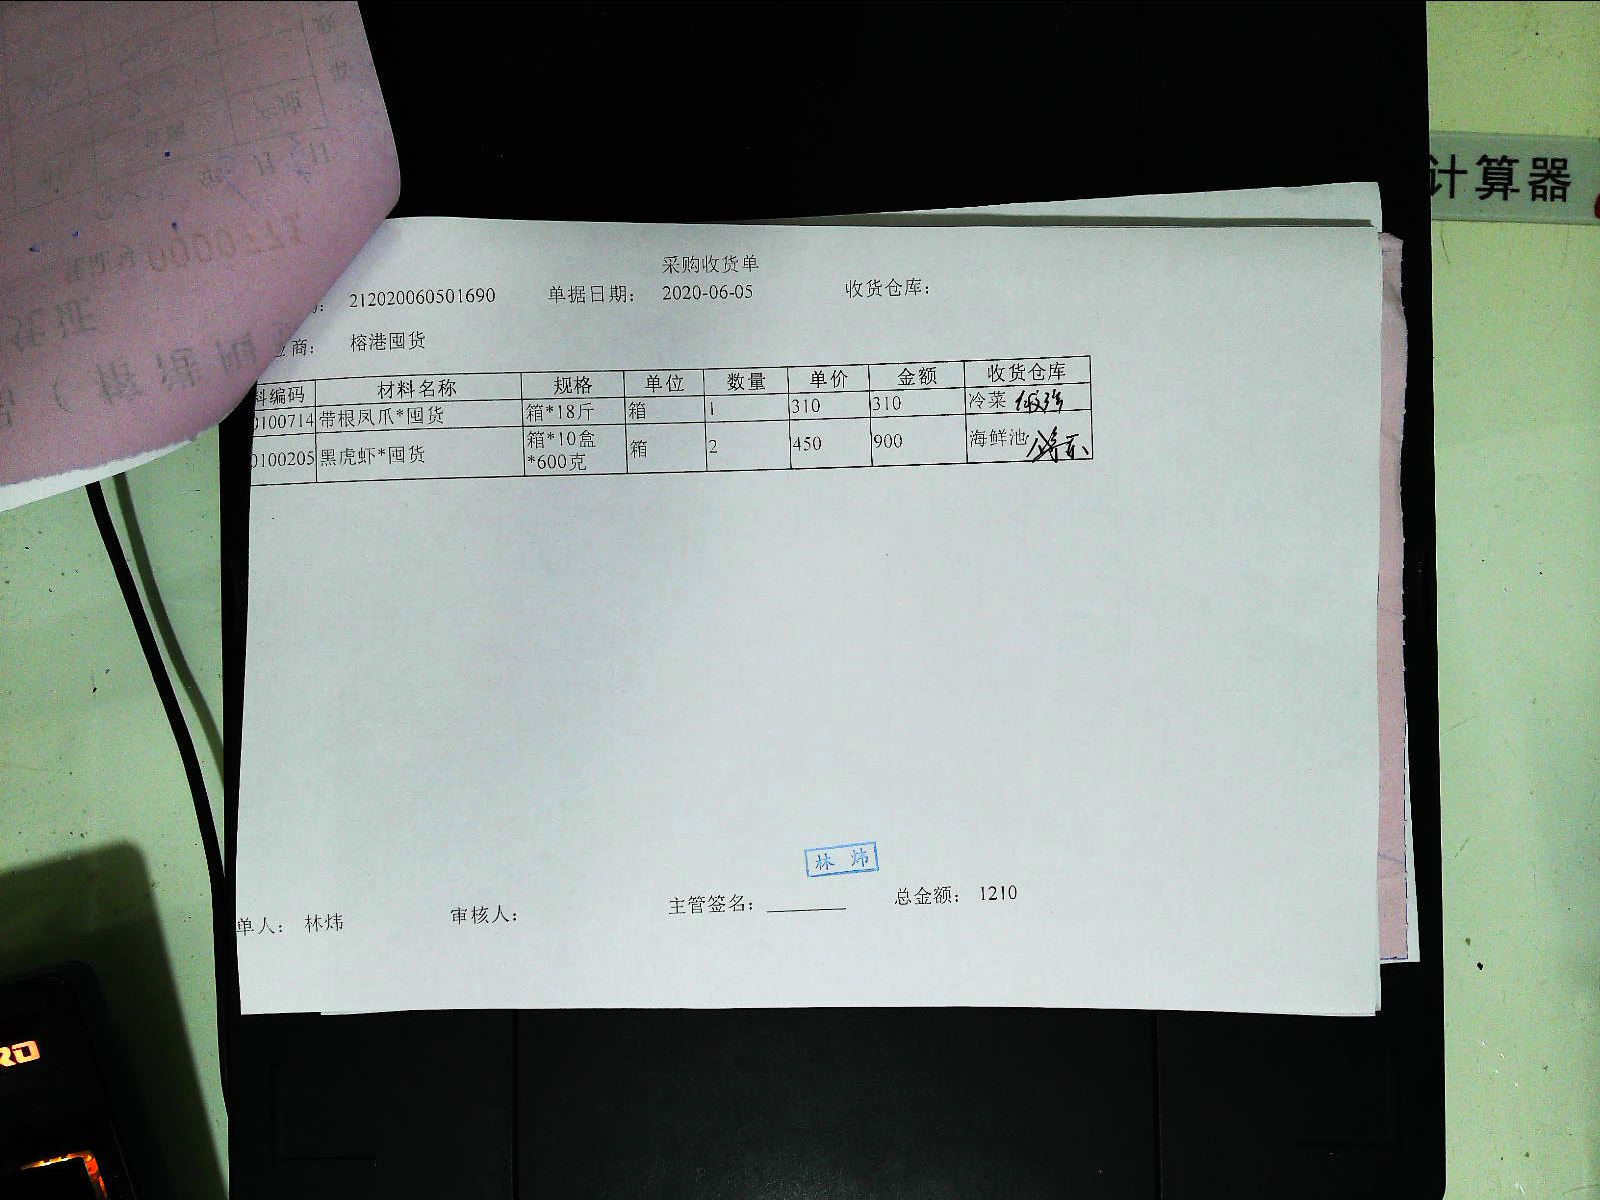 计算器
采购收货单
212020060501690 单据日期： 2020-06-05 收货仓库：
应商： 榕港囤货
料编码 材料名称 规格 单位 数量 单价 金额 收货仓库
0100714 带根凤爪*囤货 箱*18斤 箱 1 310 310 冷菜
0100205 黑虎虾*囤货 箱*10盒*600克 箱 2 450 900 海鲜池
林 炜
单人： 林炜 审核人： 主管签名： 总金额： 1210
RD